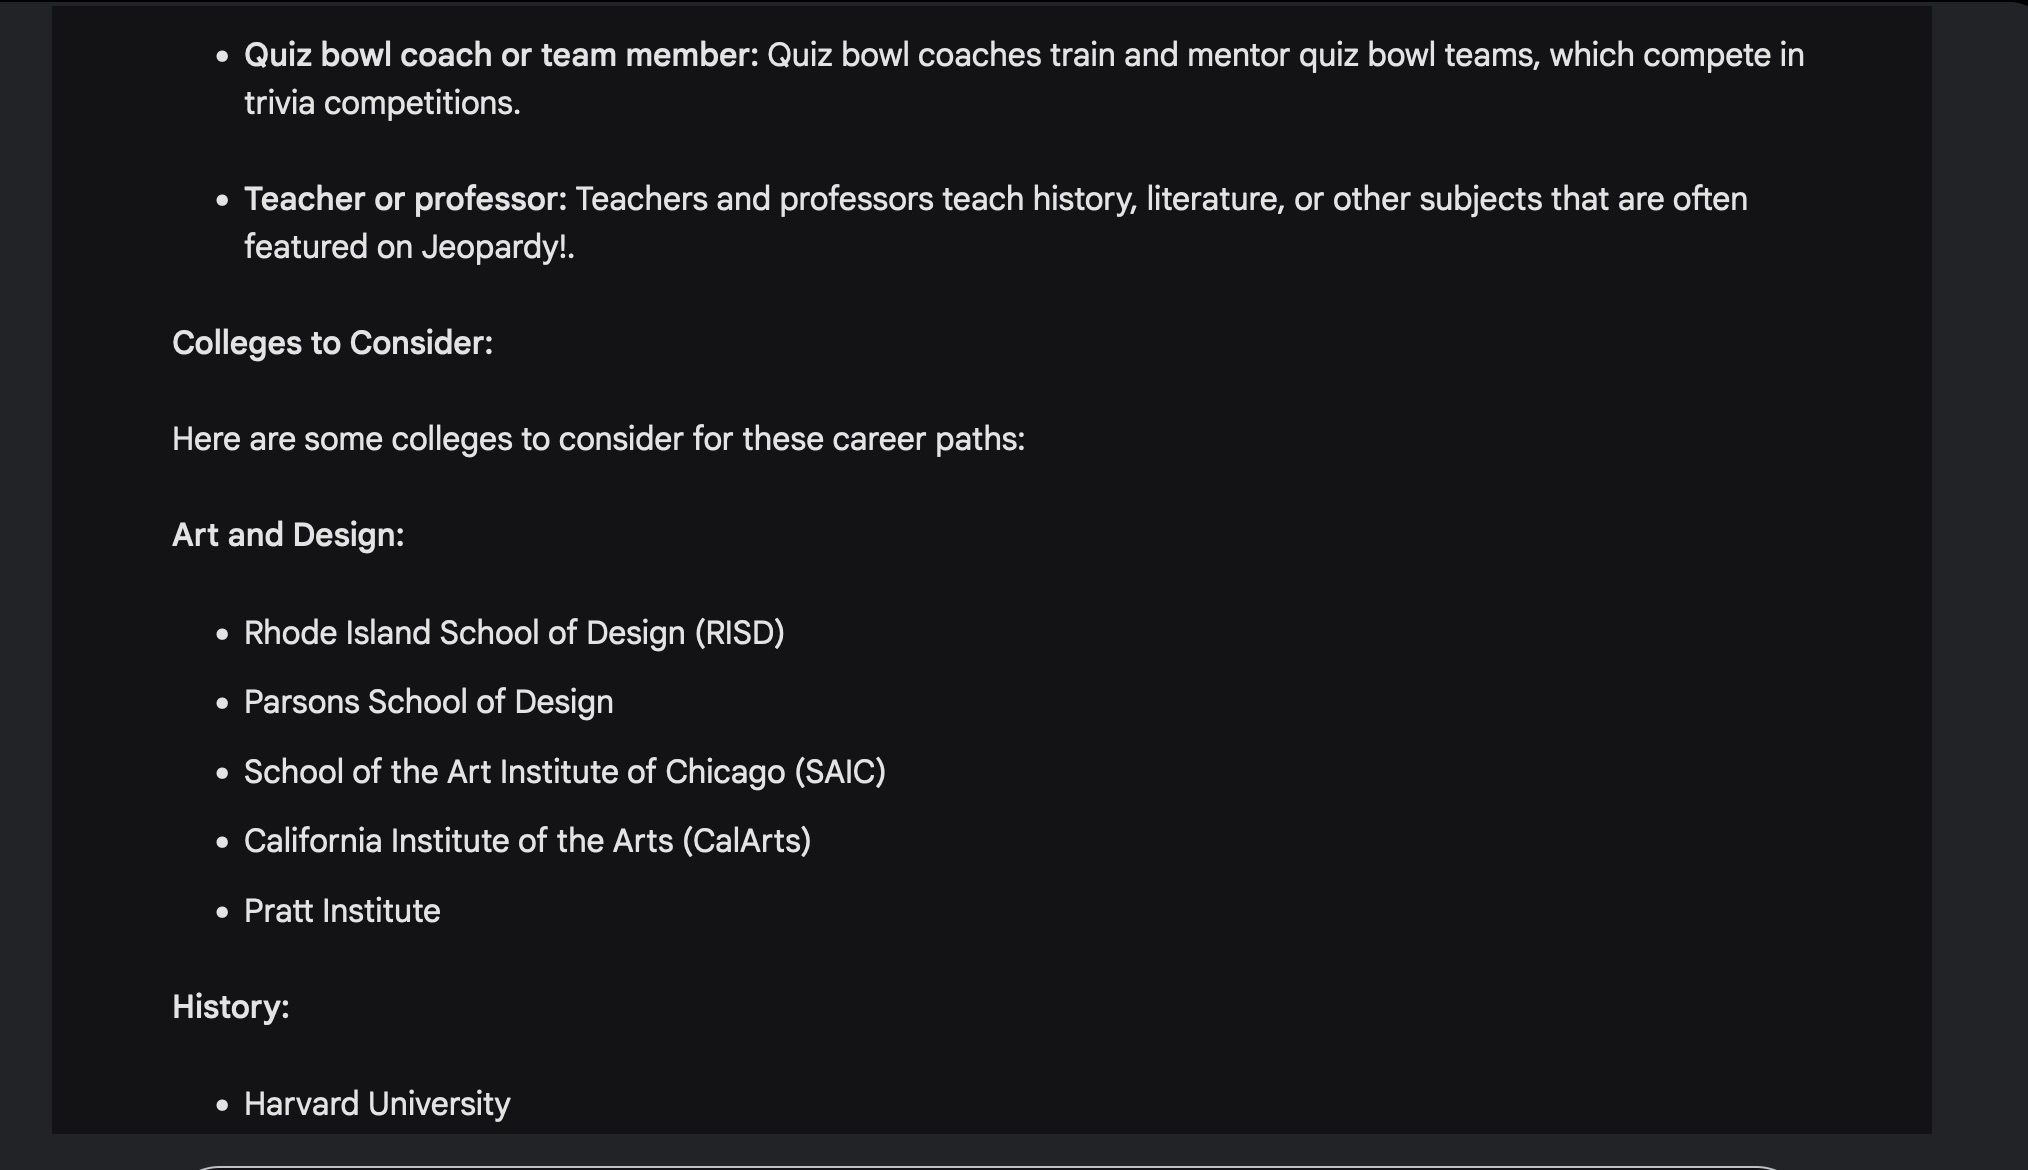 • Quiz bowl coach or team member: Quiz bowl coaches train and mentor quiz bowl teams, which compete in
trivia competitions.
• Teacher or professor: Teachers and professors teach history, literature, or other subjects that are often
featured on Jeopardy!.
Colleges to Consider:
Here are some colleges to consider for these career paths:
Art and Design:
• Rhode Island School of Design (RISD)
• Parsons School of Design
• School of the Art Institute of Chicago (SAIC)
• California Institute of the Arts (CalArts)
• Pratt Institute
History:
• Harvard University